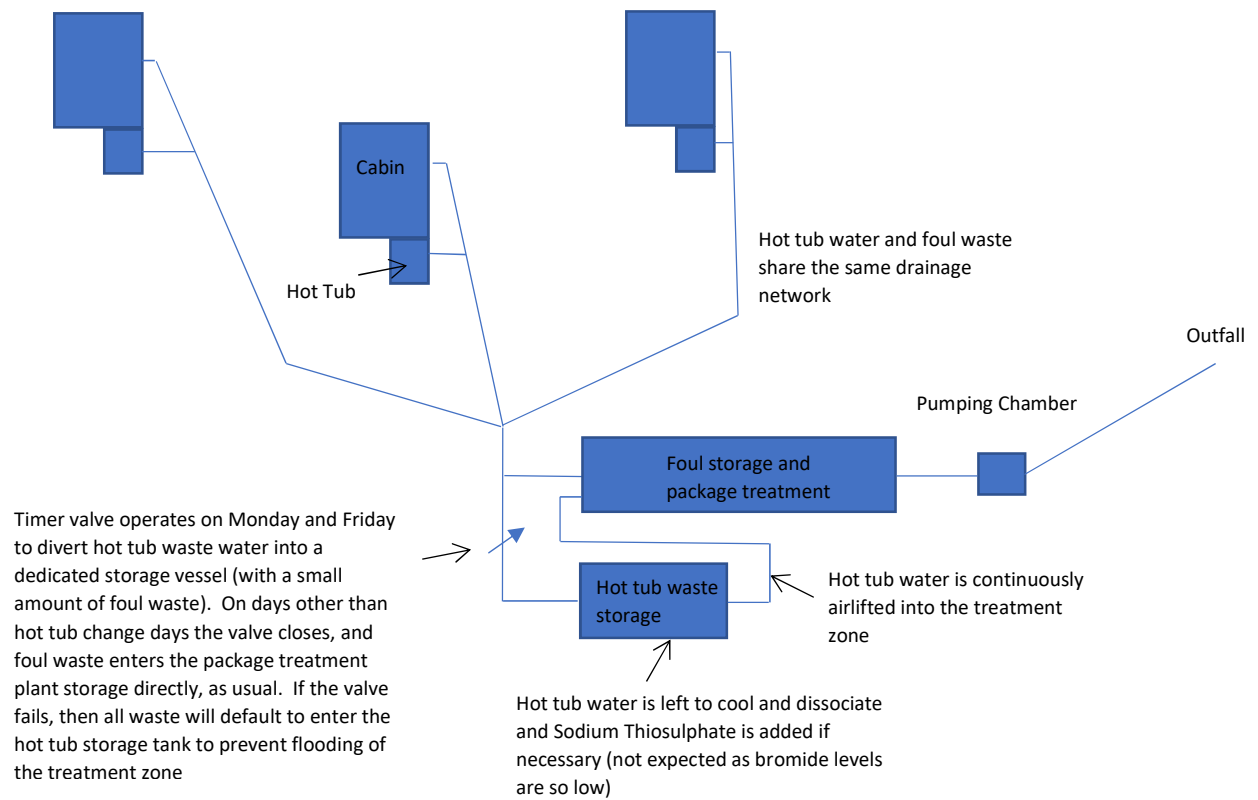 Cabin
Hot Tub
Hot tub water and foul waste
share the same drainage
network
Outfall
Pumping Chamber
Foul storage and
package treatment
Timer valve operates on Monday and Friday
to divert hot tub waste water into a
dedicated storage vessel (with a small
amount of foul waste).  On days other than
hot tub change days the valve closes, and
foul waste enters the package treatment
plant storage directly, as usual.  If the valve
fails, then all waste will default to enter the
hot tub storage tank to prevent flooding of
the treatment zone
Hot tub waste
storage
Hot tub water is continuously
airlifted into the treatment
zone
Hot tub water is left to cool and dissociate
and Sodium Thiosulphate is added if
necessary (not expected as bromide levels
are so low)